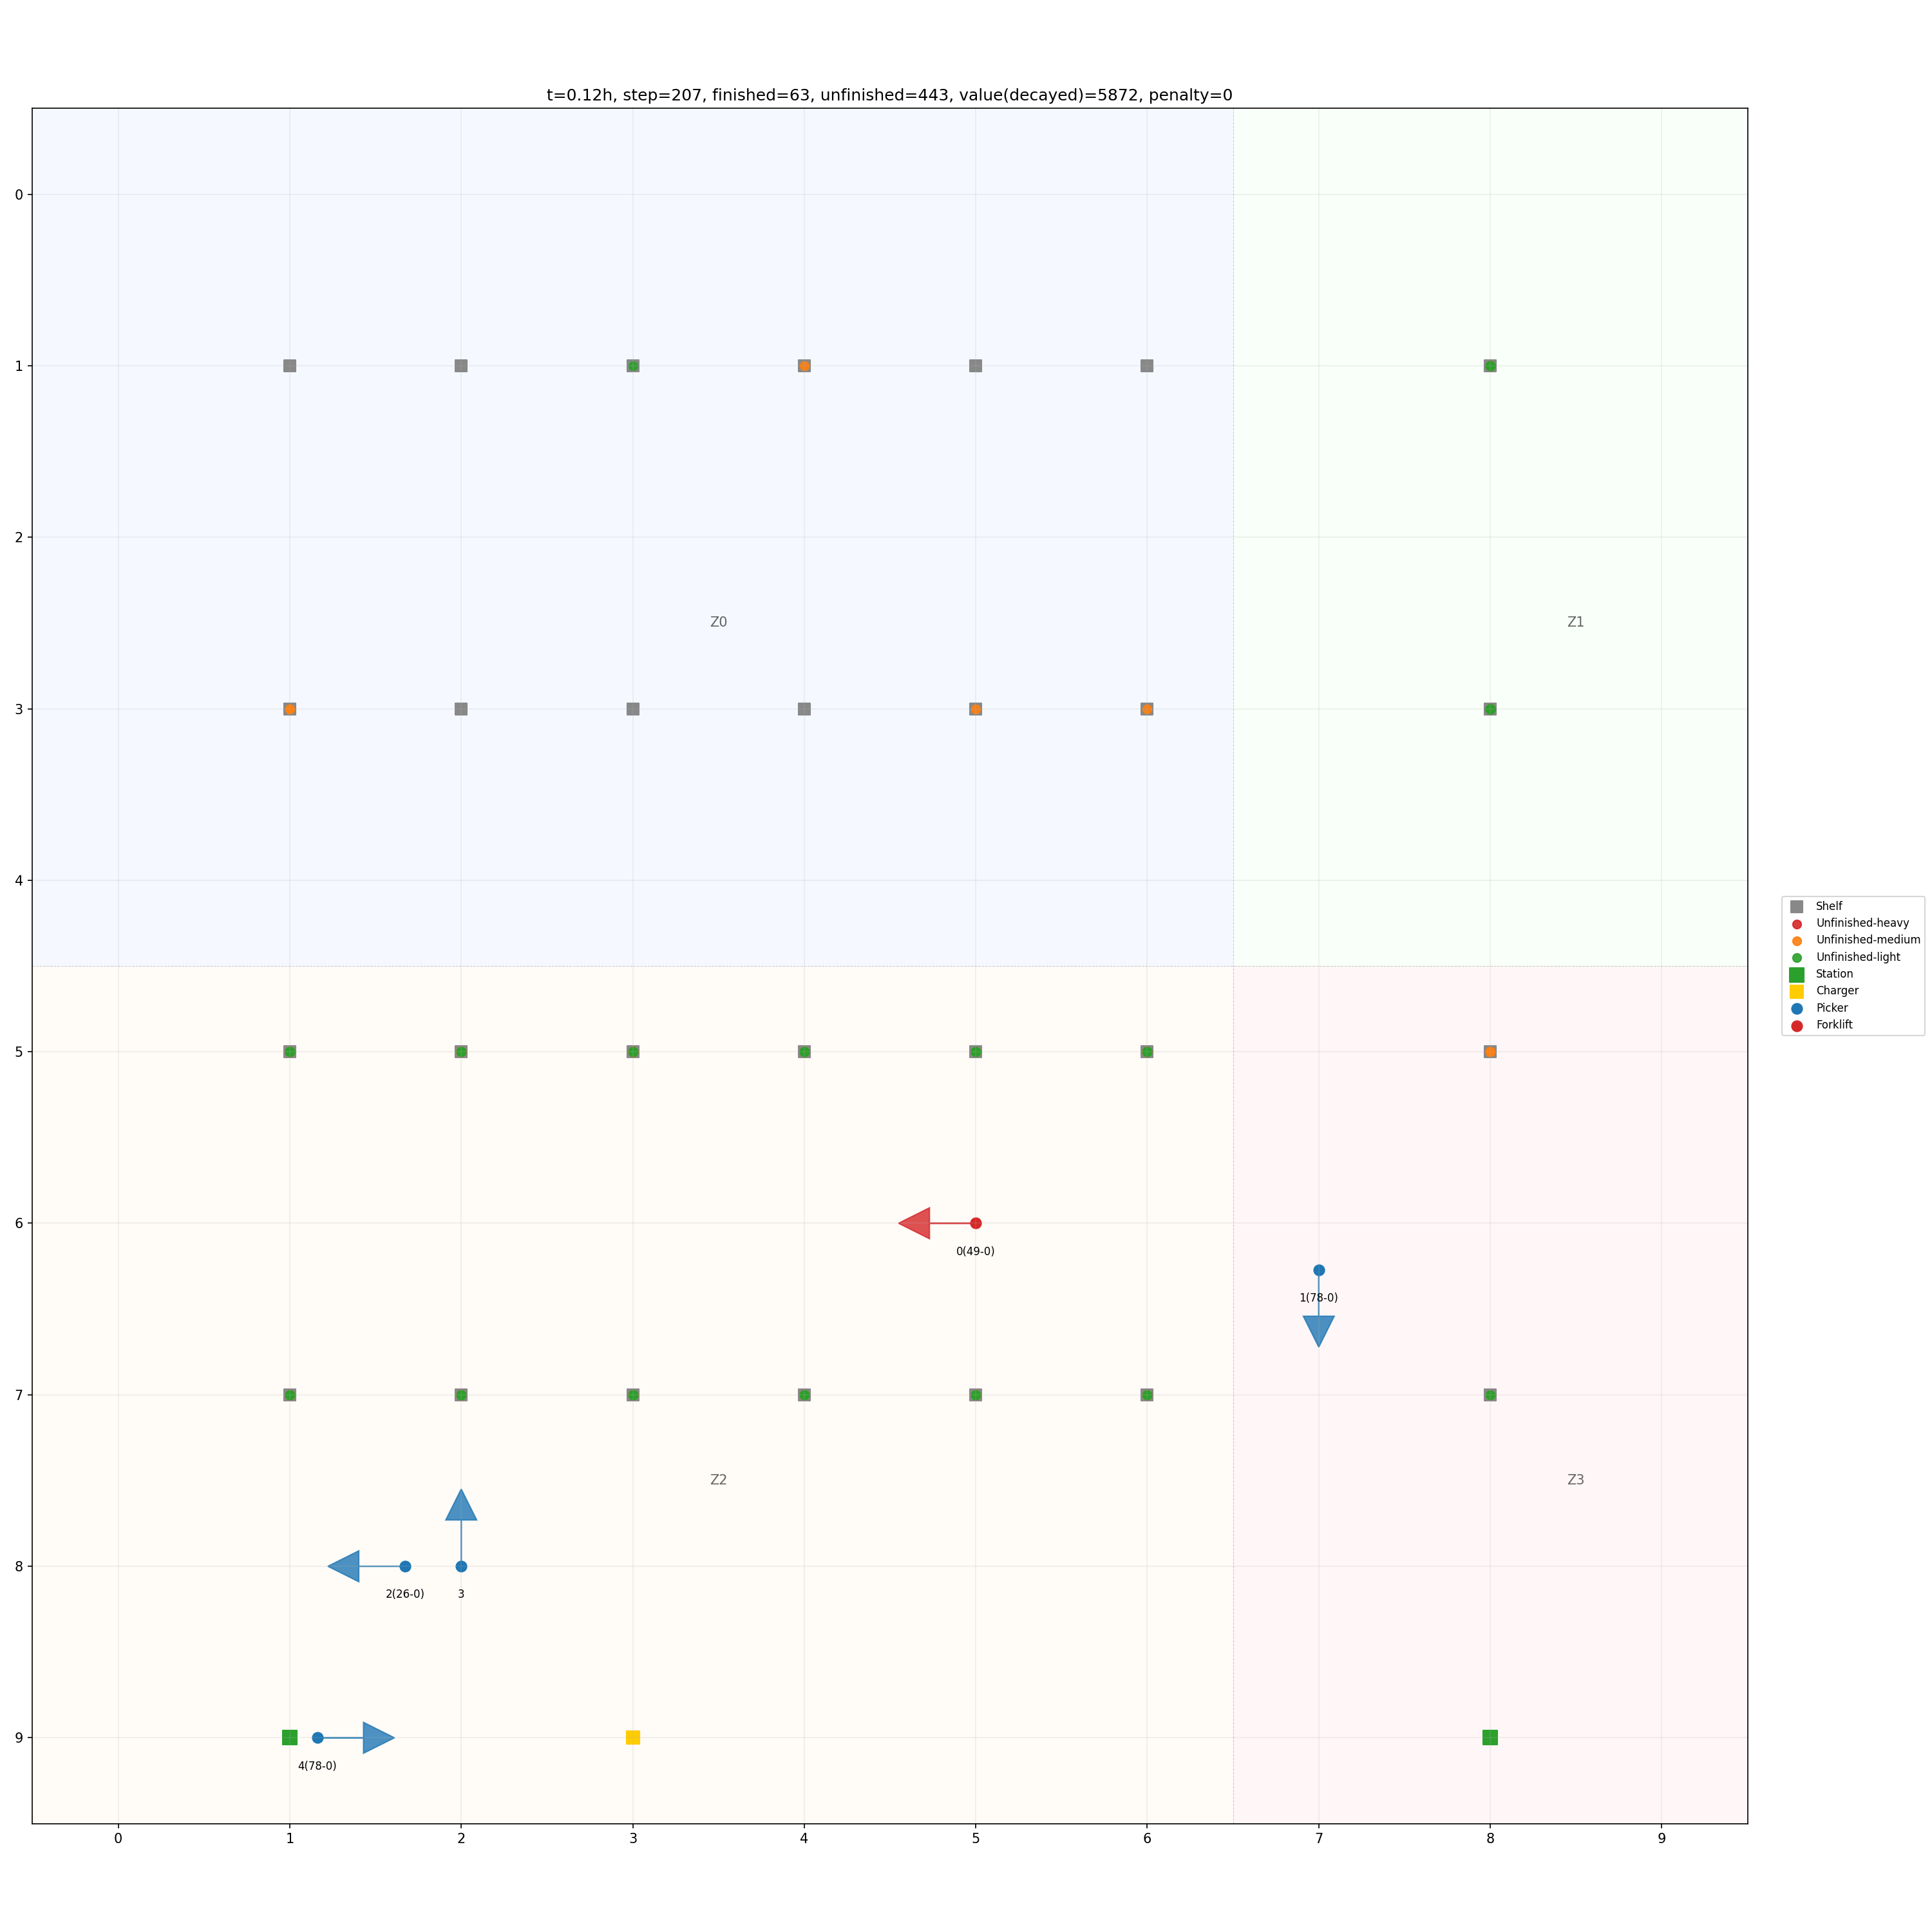 t=0.12h, step=207, finished=63, unfinished=443, value(decayed)=5872, penalty=0
0
1
2
Z0
Z1
3
4
Shelf
Unfinished-heavy
Unfinished-medium
Unfinished-light
Station
Charger
Picker
Forklift
5
6
0(49-0)
1(78-0)
7
Z2
Z3
8
2(26-0)
3
9
4(78-0)
0 1 2 3 4 5 6 7 8 9